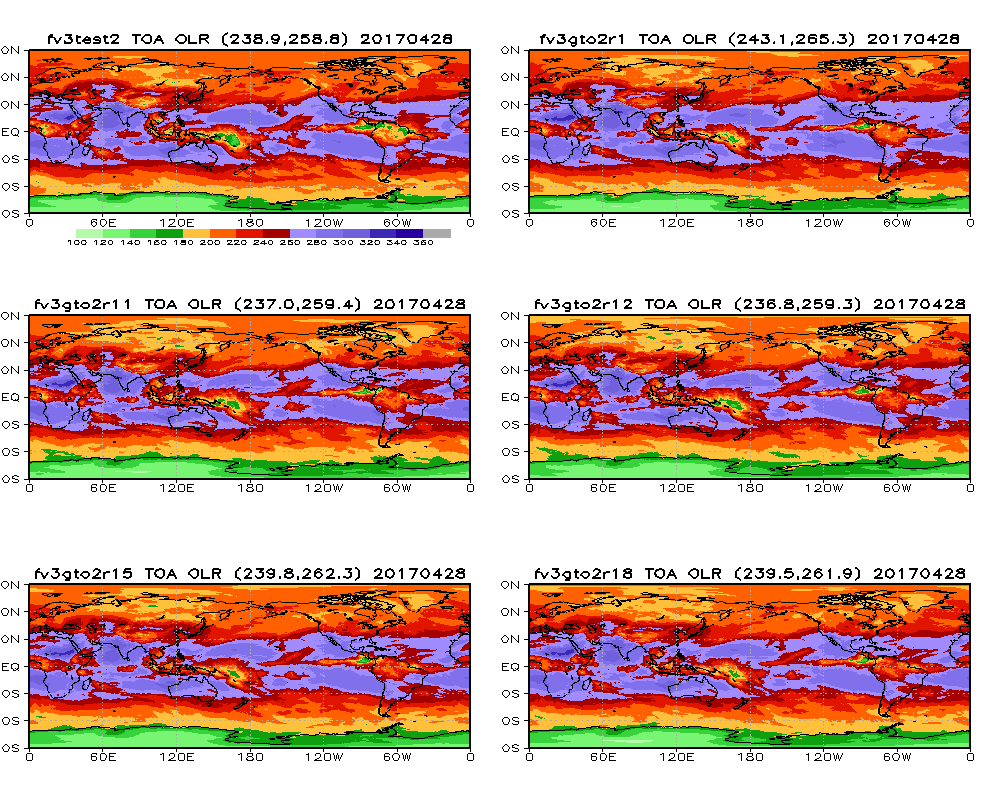 fv3test2 TOA OLR (238.9,258.8) 20170428
fv3gto2r1 TOA OLR (243.1,265.3) 20170428
ON
ON
ON
EQ
OS
OS
OS
0 60E 120E 180 120W 60W 0
100 120 140 160 180 200 220 240 260 280 300 320 340 360
ON
ON
ON
EQ
OS
OS
OS
0 60E 120E 180 120W 60W 0
fv3gto2r11 TOA OLR (237.0,259.4) 20170428
fv3gto2r12 TOA OLR (236.8,259.3) 20170428
ON
ON
ON
EQ
OS
OS
OS
0 60E 120E 180 120W 60W 0
ON
ON
ON
EQ
OS
OS
OS
0 60E 120E 180 120W 60W 0
fv3gto2r15 TOA OLR (239.8,262.3) 20170428
fv3gto2r18 TOA OLR (239.5,261.9) 20170428
ON
ON
ON
EQ
OS
OS
OS
0 60E 120E 180 120W 60W 0
ON
ON
ON
EQ
OS
OS
OS
0 60E 120E 180 120W 60W 0